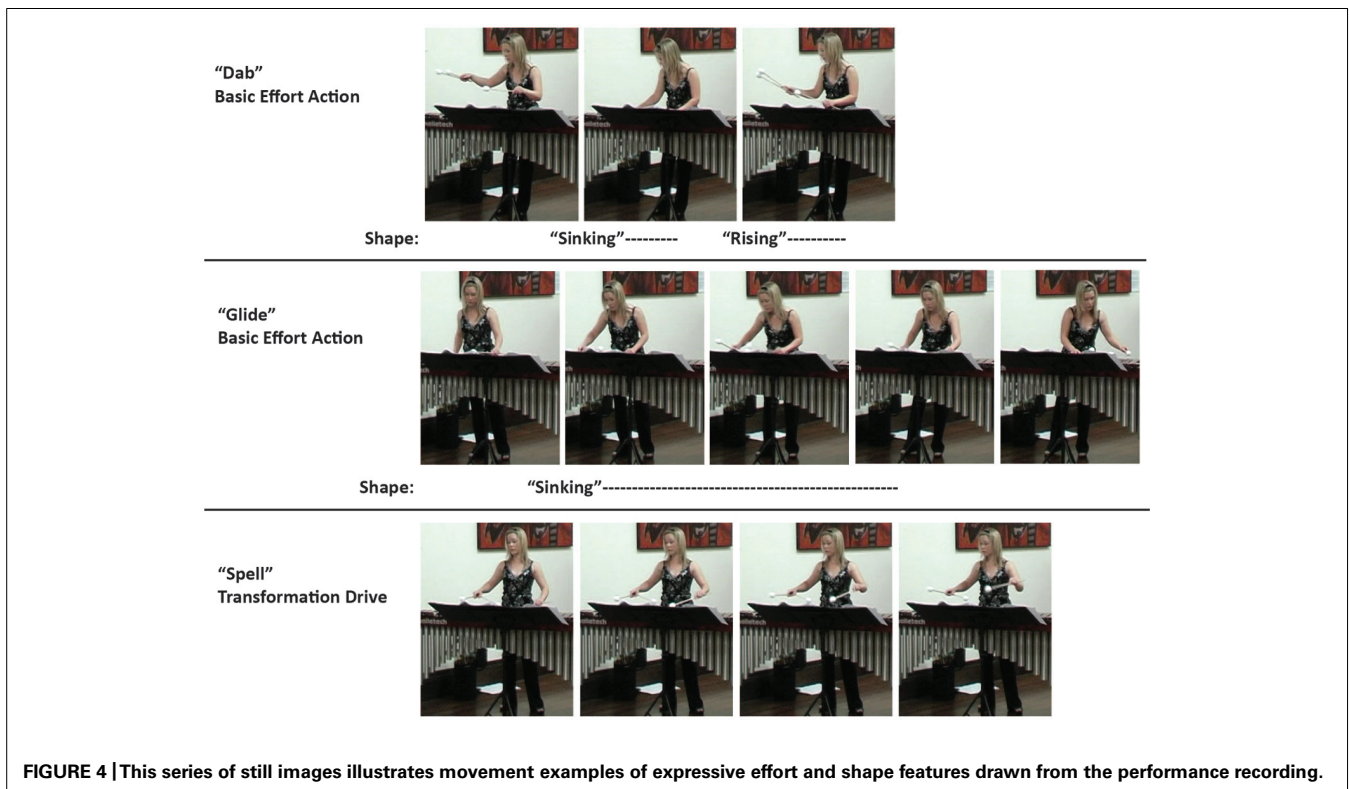 “Dab”
Basic Effort Action
Shape: “Sinking”--------- “Rising”----------
“Glide”
Basic Effort Action
Shape: “Sinking”--------------------------------------------------
“Spell”
Transformation Drive
FIGURE 4 | This series of still images illustrates movement examples of expressive effort and shape features drawn from the performance recording.